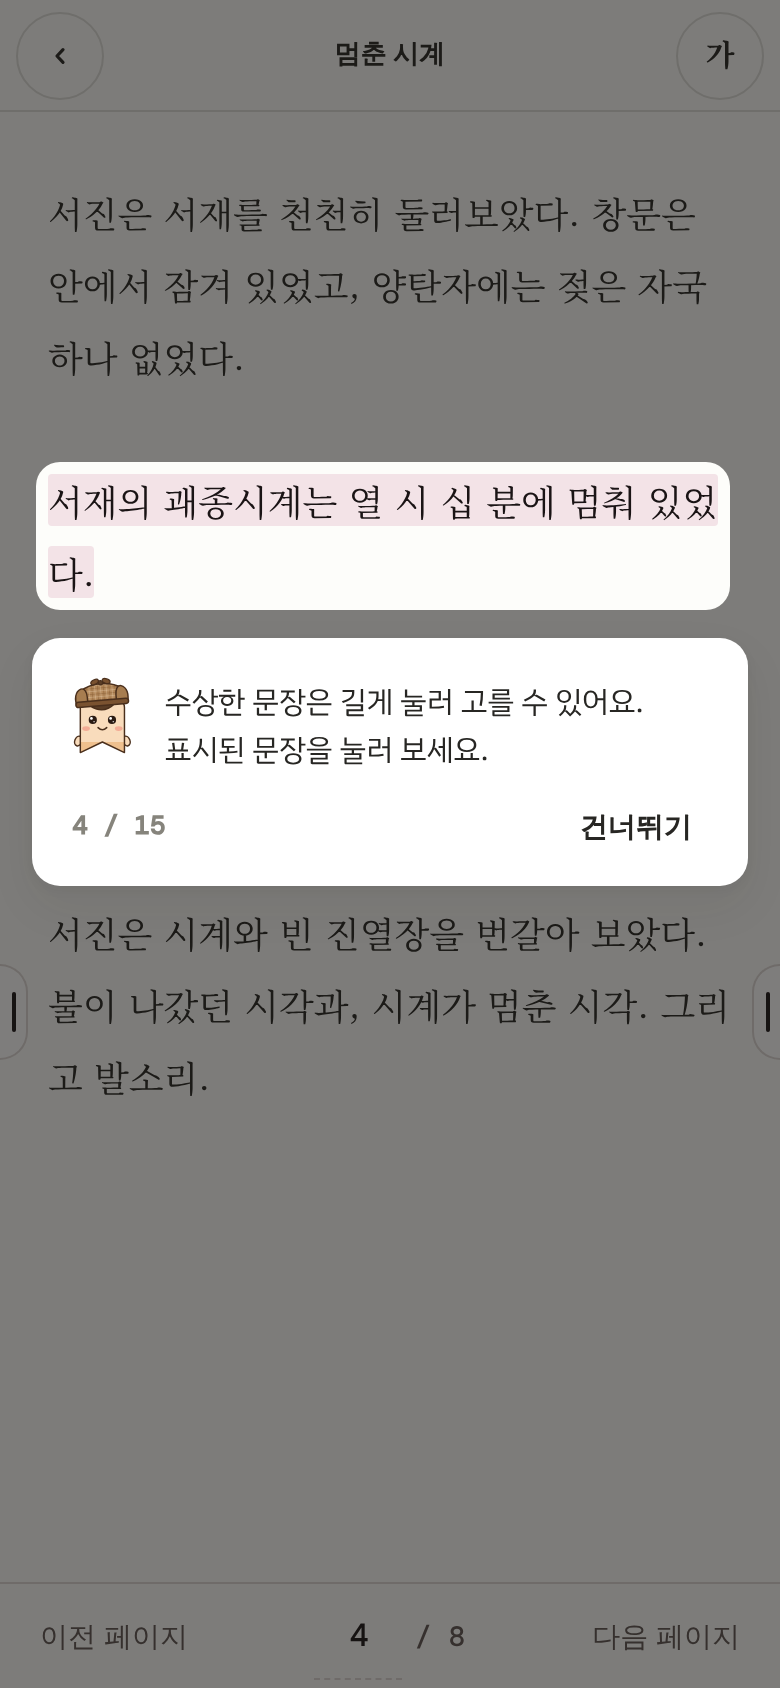 멈춘 시계
가
서진은 서재를 천천히 둘러보았다. 창문은
안에서 잠겨 있었고, 양탄자에는 젖은 자국
하나 없었다.
서재의 괘종시계는 열 시 십 분에 멈춰 있었
다.
수상한 문장은 길게 눌러 고를 수 있어요.
표시된 문장을 눌러 보세요.
4 / 15
건너뛰기
서진은 시계와 빈 진열장을 번갈아 보았다.
불이 나갔던 시각과, 시계가 멈춘 시각. 그리
고 발소리.
이전 페이지
4 / 8
다음 페이지